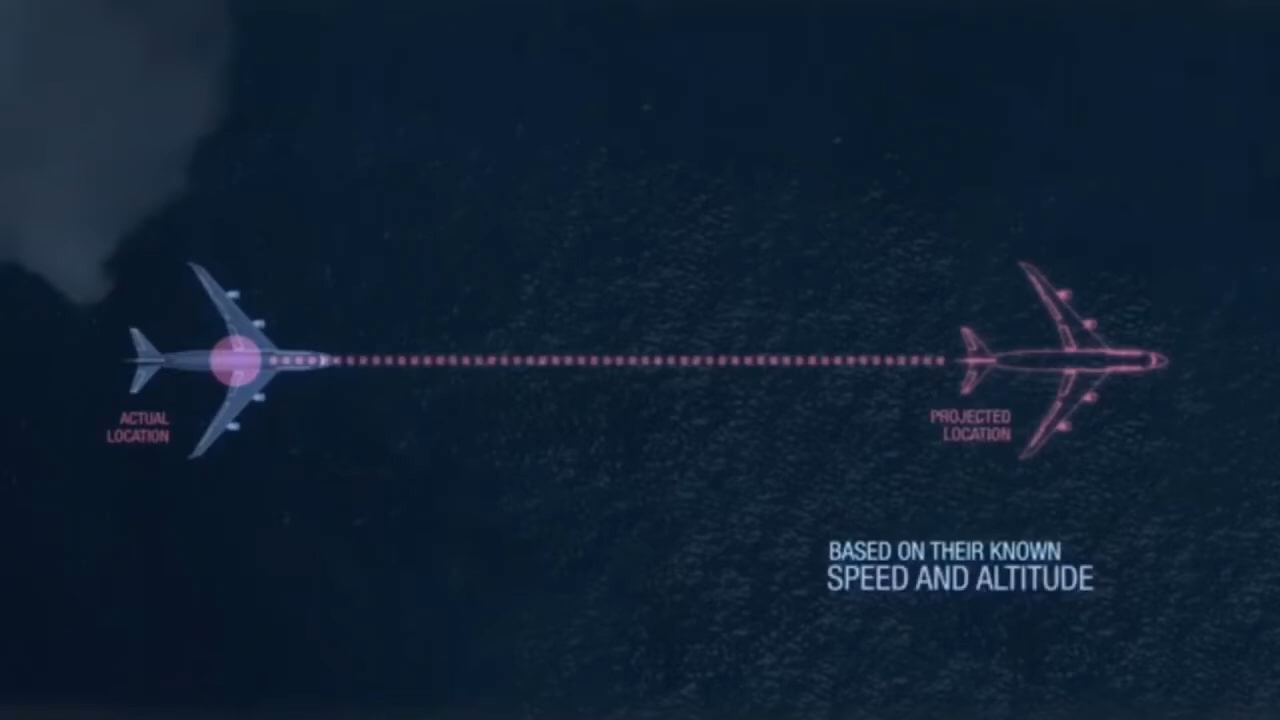 ACTUAL
LOCATION
PROJECTED
LOCATION
BASED ON THEIR KNOWN
SPEED AND ALTITUDE